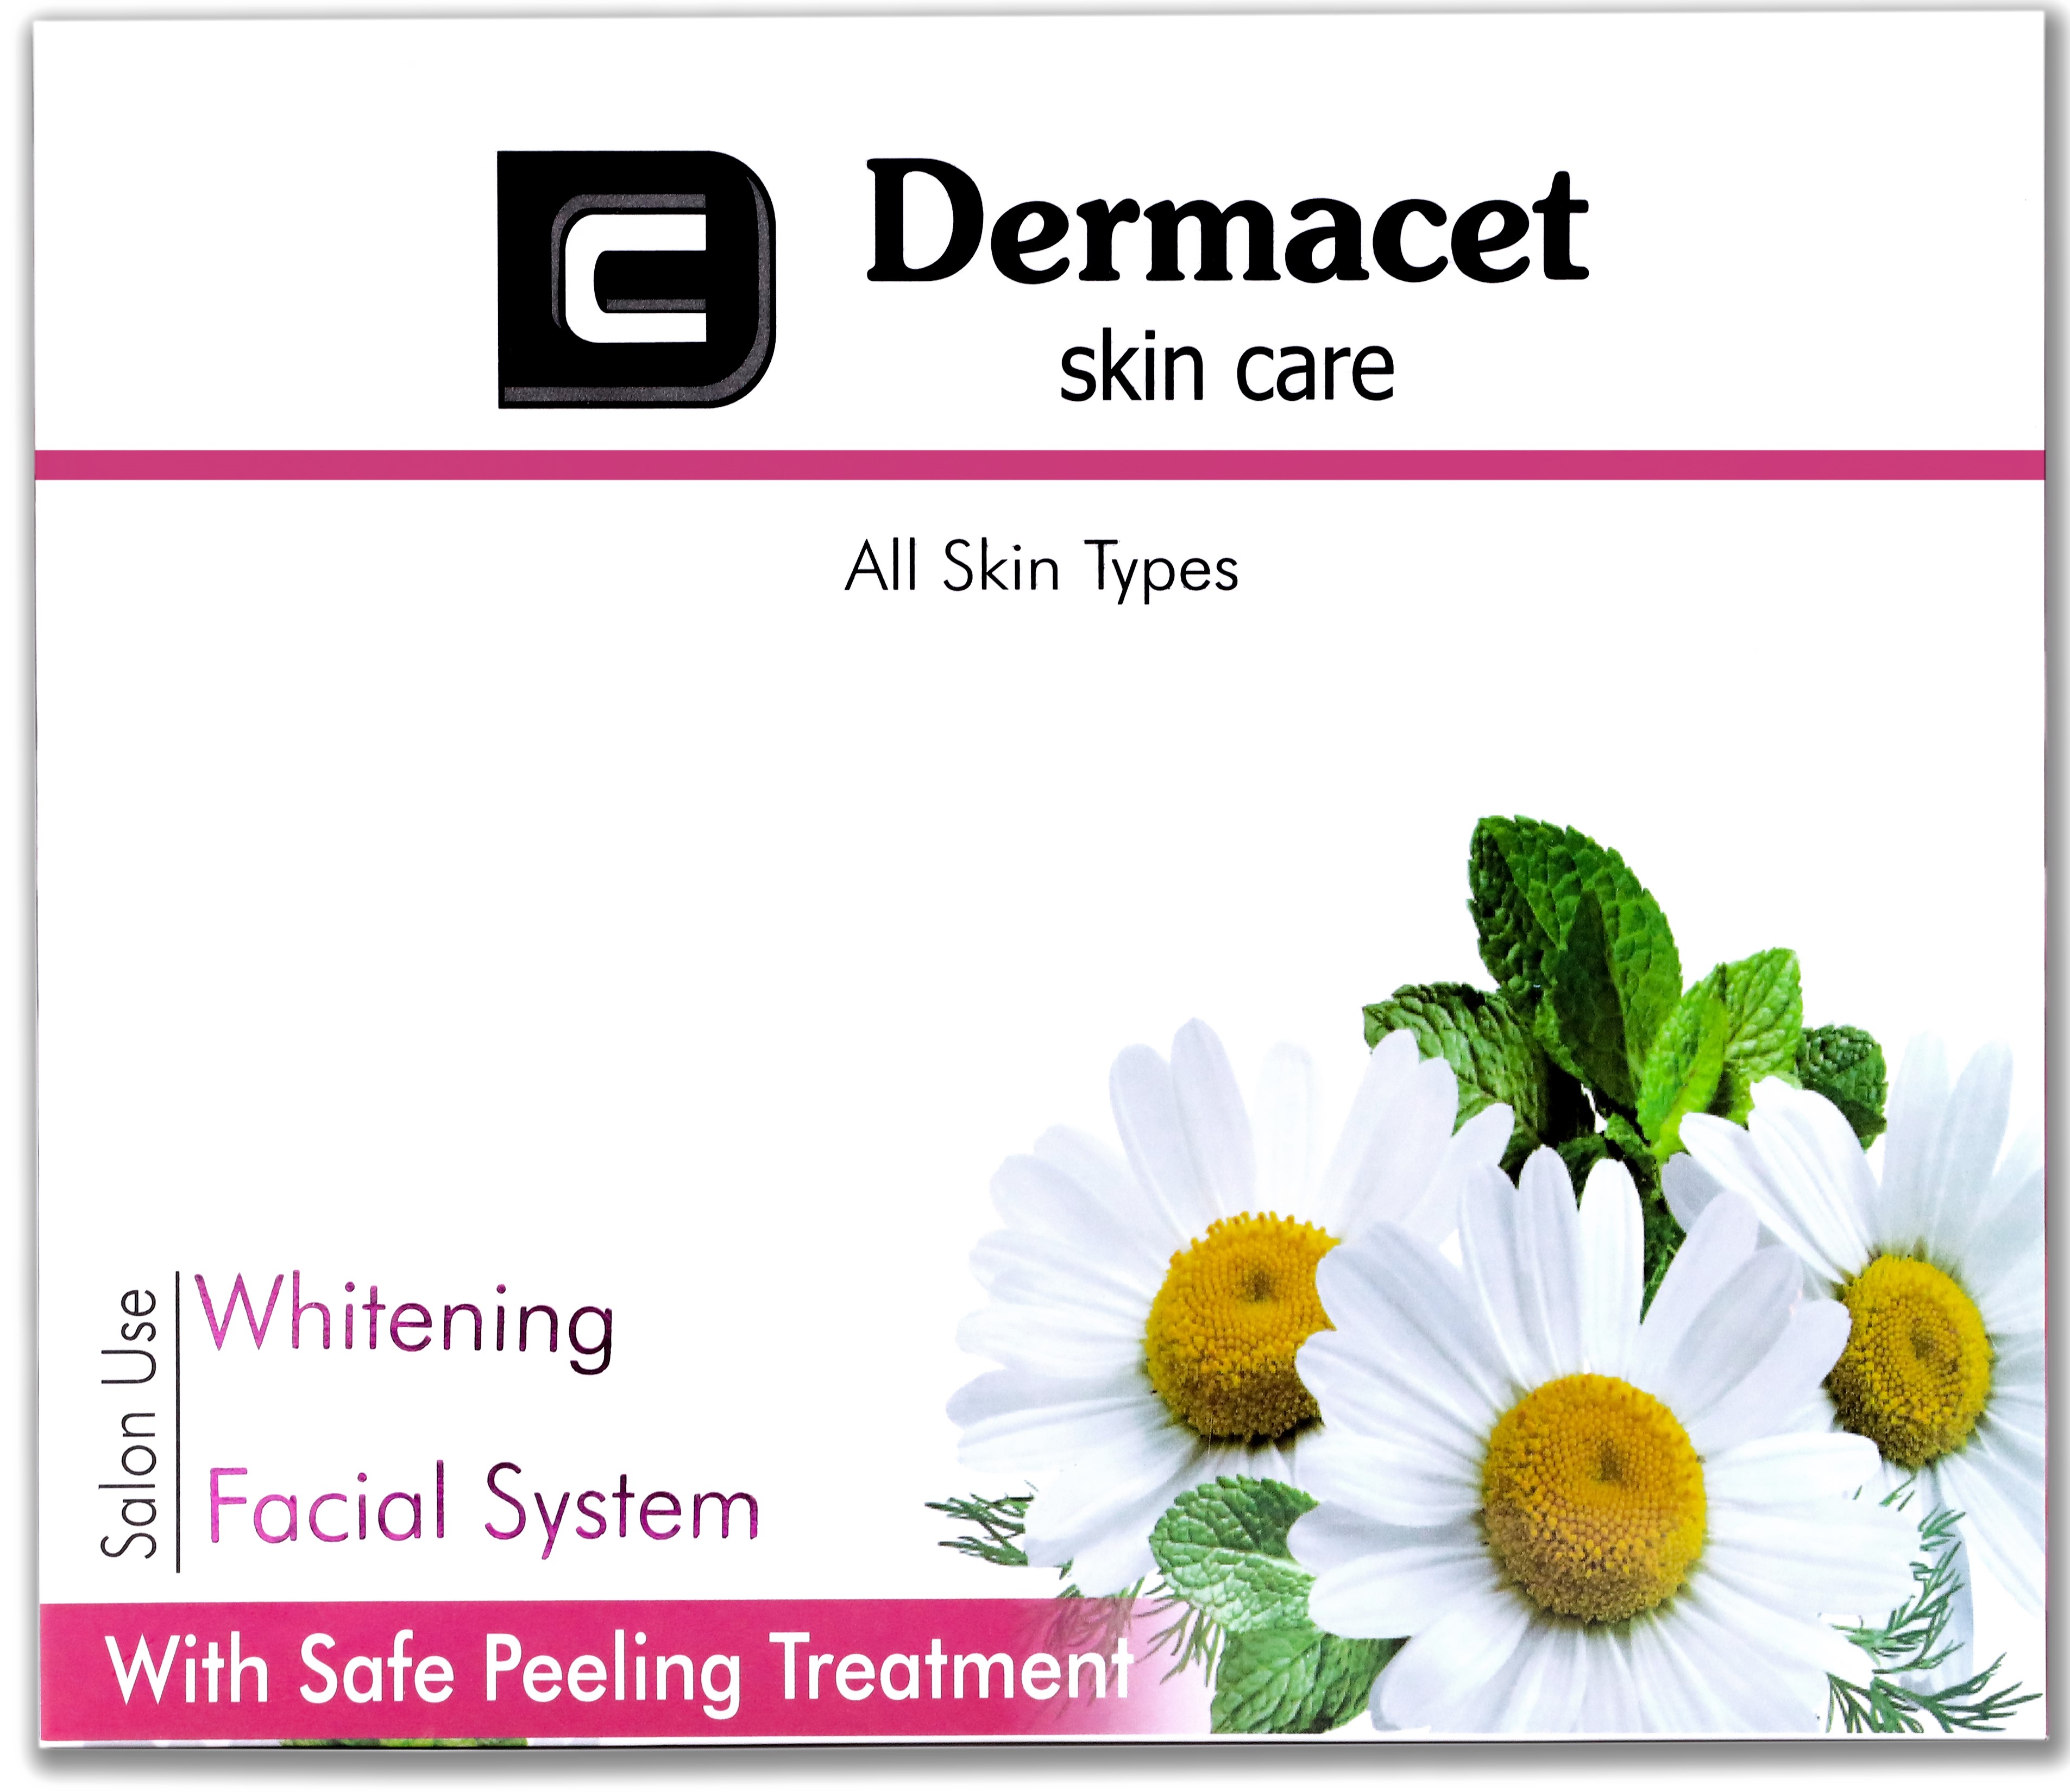 Dermacet
skin care
All Skin Types
Salon Use
Whitening
Facial System
With Safe Peeling Treatment